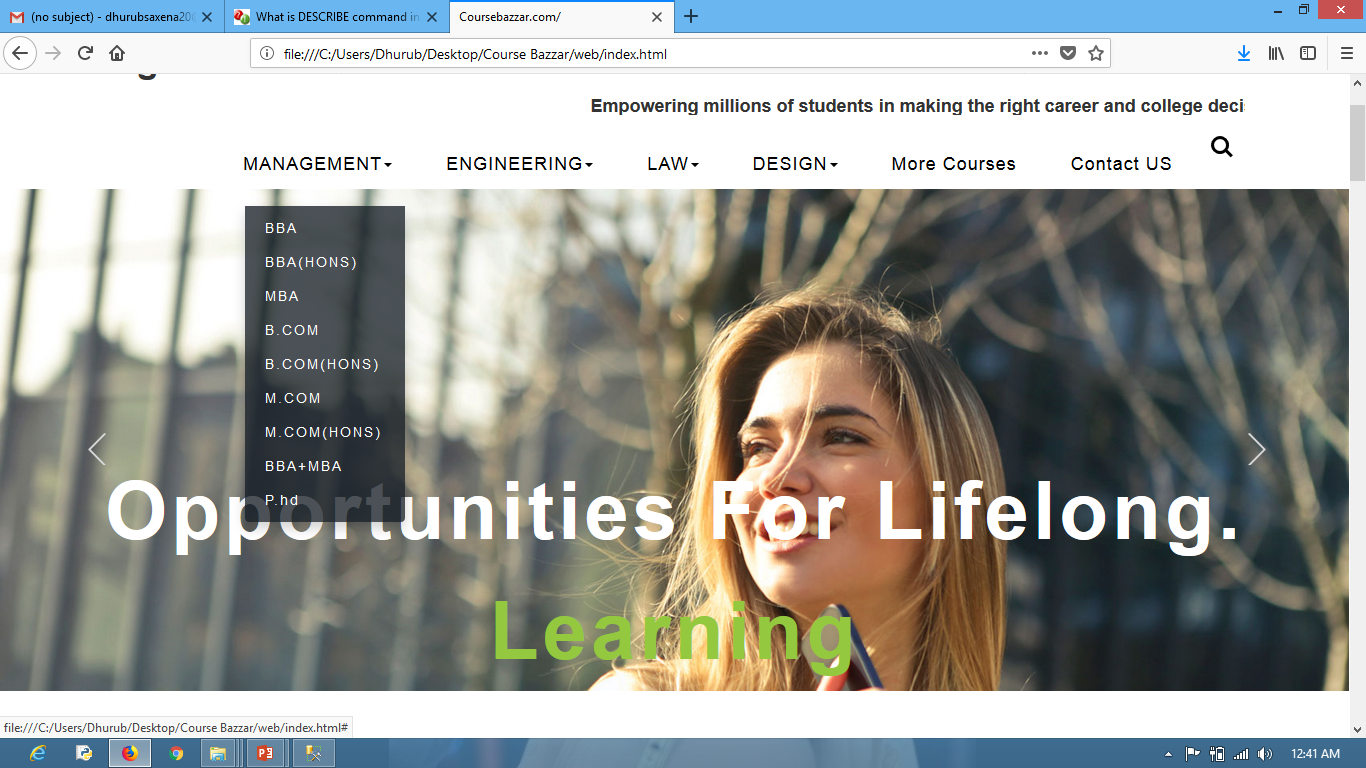 (no subject) - dhurubsaxena20
What is DESCRIBE command in
Coursebazzar.com/
file:///C:/Users/Dhurub/Desktop/Course Bazzar/web/index.html
Empowering millions of students in making the right career and college deci
MANAGEMENT ENGINEERING LAW DESIGN More Courses Contact US
BBA
BBA(HONS)
MBA
B.COM
B.COM(HONS)
M.COM
M.COM(HONS)
BBA+MBA
P.hd
Opportunities For Lifelong.
Learning
file:///C:/Users/Dhurub/Desktop/Course Bazzar/web/index.html#
12:41 AM